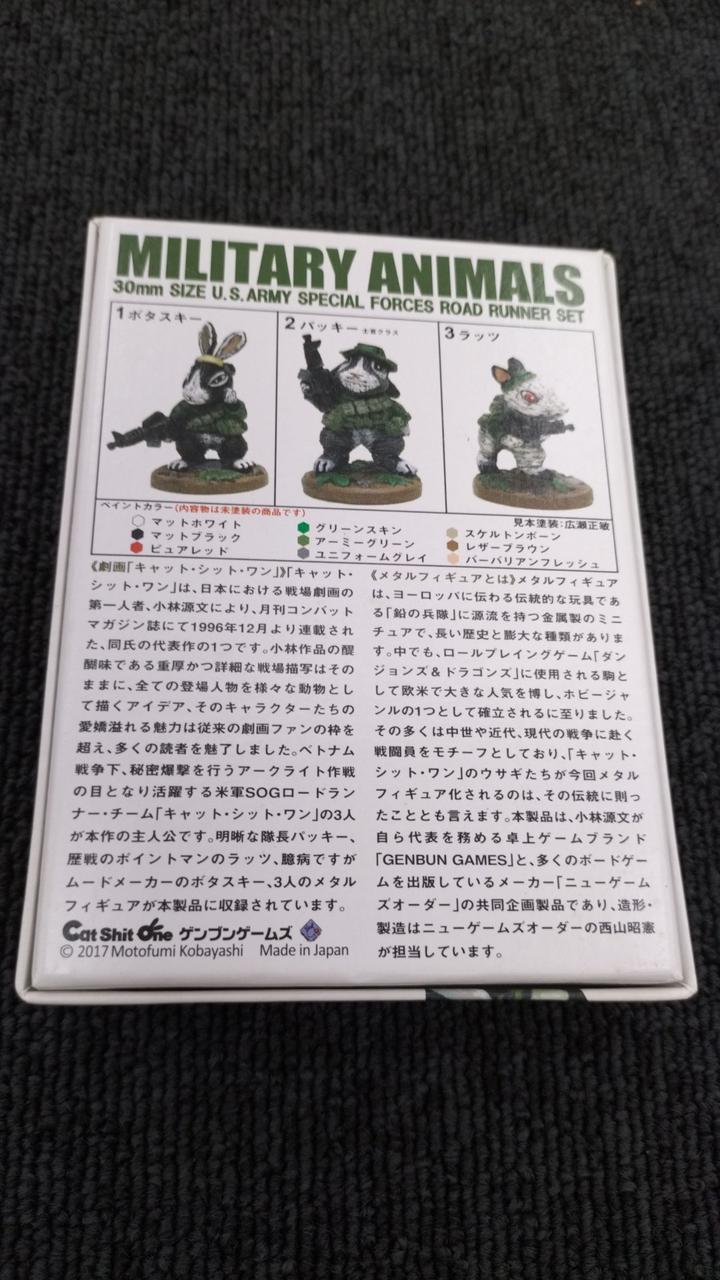 MILITARY ANIMALS
30mm SIZE U.S.ARMY SPECIAL FORCES ROAD RUNNER SET
1 ボタスキー
2 パッキー 士官クラス
3 ラッツ
ペイントカラー(内容物は未塗装の商品です)
見本塗装:広瀬正敏
マットホワイト
マットブラック
ピュアレッド
グリーンスキン
アーミーグリーン
ユニフォームグレイ
スケルトンボーン
レザーブラウン
バーバリアンフレッシュ
《劇画「キャット・シット・ワン」》「キャット・
シット・ワン」は、日本における戦場劇画の
第一人者、小林源文により、月刊コンバット
マガジン誌にて1996年12月より連載され
た、同氏の代表作の1つです。小林作品の醍
醐味である重厚かつ詳細な戦場描写はその
ままに、全ての登場人物を様々な動物とし
て描くアイデア、そのキャラクターたちの
愛嬌溢れる魅力は従来の劇画ファンの枠を
超え、多くの読者を魅了しました。ベトナム
戦争下、秘密爆撃を行うアークライト作戦
の目となり活躍する米軍SOGロードラン
ナー・チーム「キャット・シット・ワン」の3人
が本作の主人公です。明晰な隊長パッキー、
歴戦のポイントマンのラッツ、臆病ですが
ムードメーカーのボタスキー、3人のメタル
フィギュアが本製品に収録されています。
《メタルフィギュアとは》メタルフィギュア
は、ヨーロッパに伝わる伝統的な玩具であ
る「鉛の兵隊」に源流を持つ金属製のミニ
チュアで、長い歴史と膨大な種類がありま
す。中でも、ロールプレイングゲーム「ダン
ジョンズ&ドラゴンズ」に使用される駒と
して欧米で大きな人気を博し、ホビージャ
ンルの1つとして確立されるに至りました。
その多くは中世や近代、現代の戦争に赴く
戦闘員をモチーフとしており、「キャット・
シット・ワン」のウサギたちが今回メタル
フィギュア化されるのは、その伝統に則っ
たこととも言えます。本製品は、小林源文が
自ら代表を務める卓上ゲームブランド
「GENBUN GAMES」と、多くのボードゲー
ムを出版しているメーカー「ニューゲーム
ズオーダー」の共同企画製品であり、造形・
製造はニューゲームズオーダーの西山昭憲
が担当しています。
Cat Shit One ゲンブンゲームズ
© 2017 Motofumi Kobayashi Made in Japan